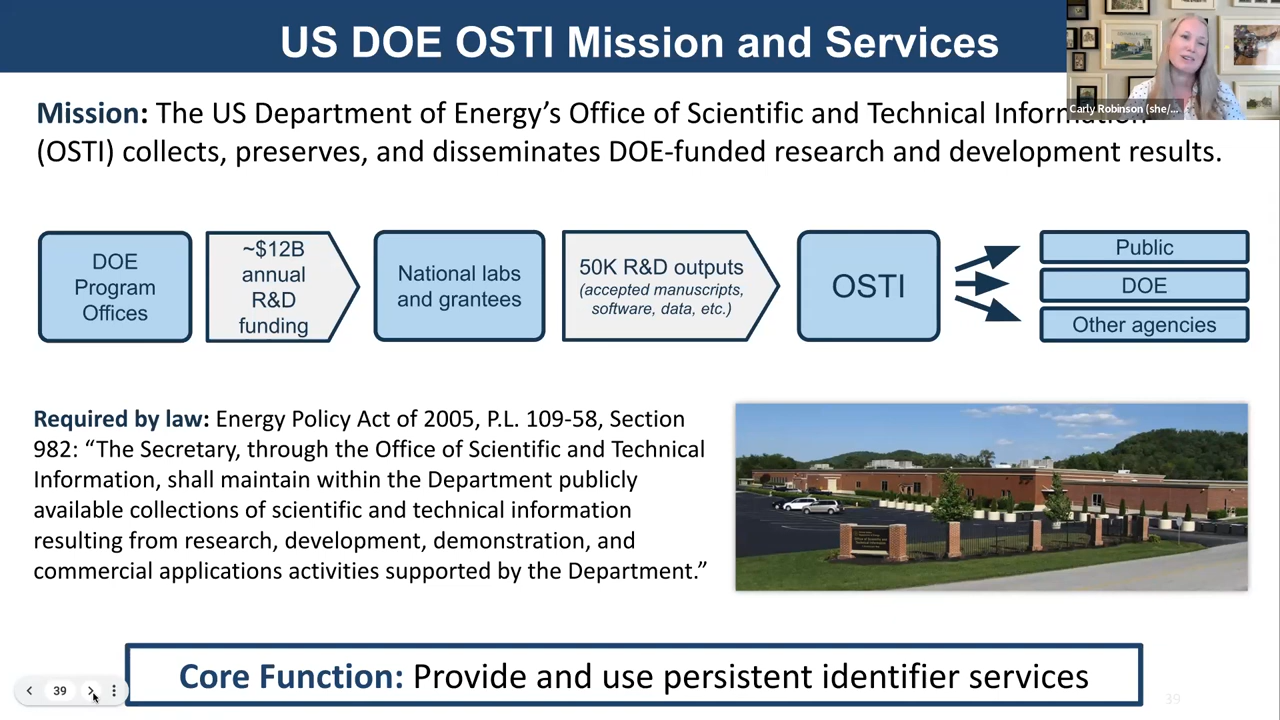 US DOE OSTI Mission and Services
Carly Robinson (she/...
Mission: The US Department of Energy’s Office of Scientific and Technical Information
(OSTI) collects, preserves, and disseminates DOE-funded research and development results.
DOE
Program
Offices
~$12B
annual
R&D
funding
National labs
and grantees
50K R&D outputs
(accepted manuscripts,
software, data, etc.)
OSTI
Public
DOE
Other agencies
Required by law: Energy Policy Act of 2005, P.L. 109-58, Section
982: “The Secretary, through the Office of Scientific and Technical
Information, shall maintain within the Department publicly
available collections of scientific and technical information
resulting from research, development, demonstration, and
commercial applications activities supported by the Department.”
Core Function: Provide and use persistent identifier services
39
39